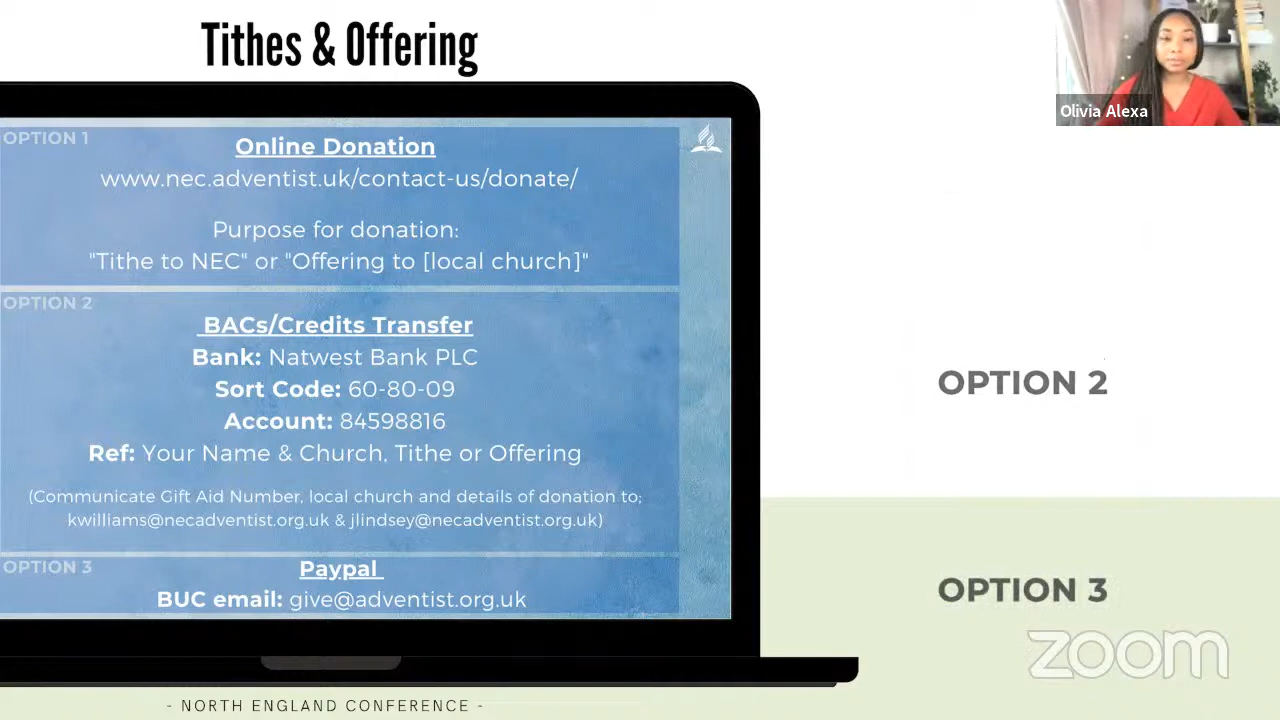 Tithes & Offering
Olivia Alexa
OPTION 1
Online Donation
www.nec.adventist.uk/contact-us/donate/
Purpose for donation:
"Tithe to NEC" or "Offering to [local church]"
OPTION 2
BACs/Credits Transfer
Bank: Natwest Bank PLC
Sort Code: 60-80-09
Account: 84598816
Ref: Your Name & Church, Tithe or Offering
(Communicate Gift Aid Number, local church and details of donation to;
kwilliams@necadventist.org.uk & jlindsey@necadventist.org.uk)
OPTION 3
Paypal
BUC email: give@adventist.org.uk
OPTION 2
OPTION 3
zoom
- NORTH ENGLAND CONFERENCE -